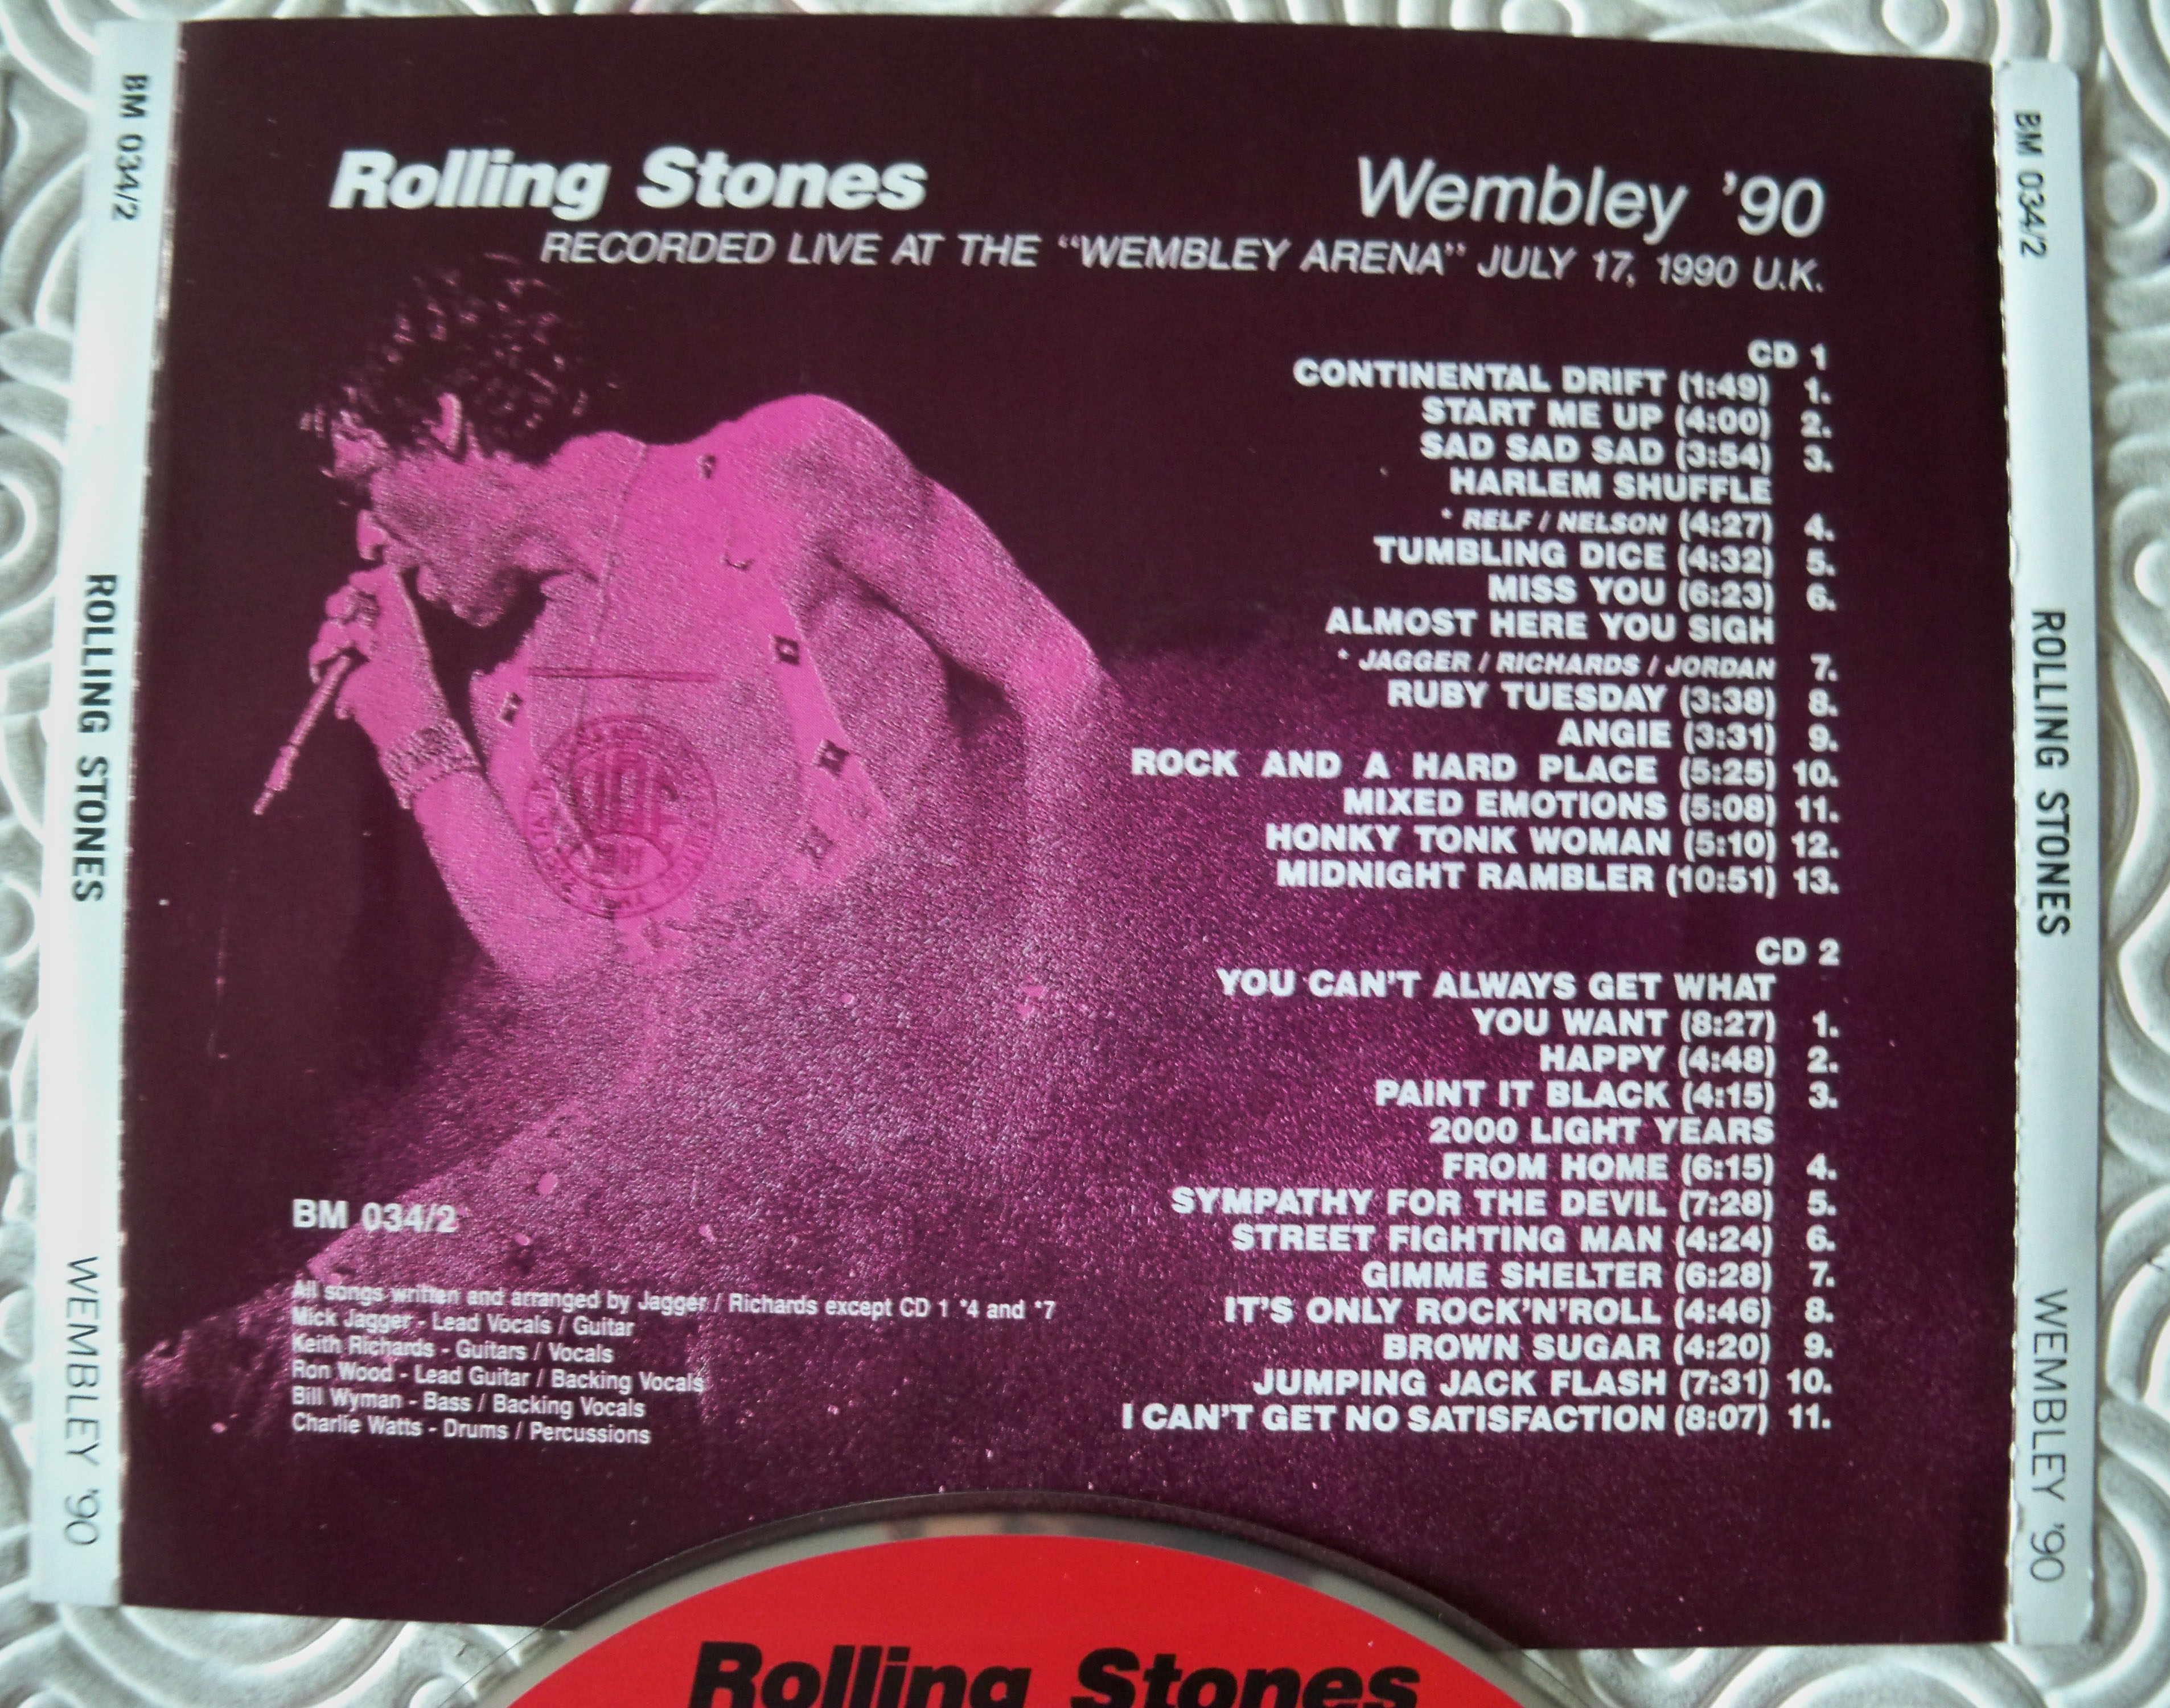 BM 034/2
ROLLING STONES
WEMBLEY '90
Rolling Stones
Wembley '90
RECORDED LIVE AT THE “WEMBLEY ARENA” JULY 17, 1990 U.K.
CD 1
CONTINENTAL DRIFT (1:49) 1.
START ME UP (4:00) 2.
SAD SAD SAD (3:54) 3.
HARLEM SHUFFLE
* RELF / NELSON (4:27) 4.
TUMBLING DICE (4:32) 5.
MISS YOU (6:23) 6.
ALMOST HERE YOU SIGH
* JAGGER / RICHARDS / JORDAN 7.
RUBY TUESDAY (3:38) 8.
ANGIE (3:31) 9.
ROCK AND A HARD PLACE (5:25) 10.
MIXED EMOTIONS (5:08) 11.
HONKY TONK WOMAN (5:10) 12.
MIDNIGHT RAMBLER (10:51) 13.
CD 2
YOU CAN'T ALWAYS GET WHAT
YOU WANT (8:27) 1.
HAPPY (4:48) 2.
PAINT IT BLACK (4:15) 3.
2000 LIGHT YEARS
FROM HOME (6:15) 4.
SYMPATHY FOR THE DEVIL (7:28) 5.
STREET FIGHTING MAN (4:24) 6.
GIMME SHELTER (6:28) 7.
IT'S ONLY ROCK'N'ROLL (4:46) 8.
BROWN SUGAR (4:20) 9.
JUMPING JACK FLASH (7:31) 10.
I CAN'T GET NO SATISFACTION (8:07) 11.
BM 034/2
All songs written and arranged by Jagger / Richards except CD 1 *4 and *7
Mick Jagger - Lead Vocals / Guitar
Keith Richards - Guitars / Vocals
Ron Wood - Lead Guitar / Backing Vocals
Bill Wyman - Bass / Backing Vocals
Charlie Watts - Drums / Percussions
BM 034/2
ROLLING STONES
WEMBLEY '90
Rolling Stones